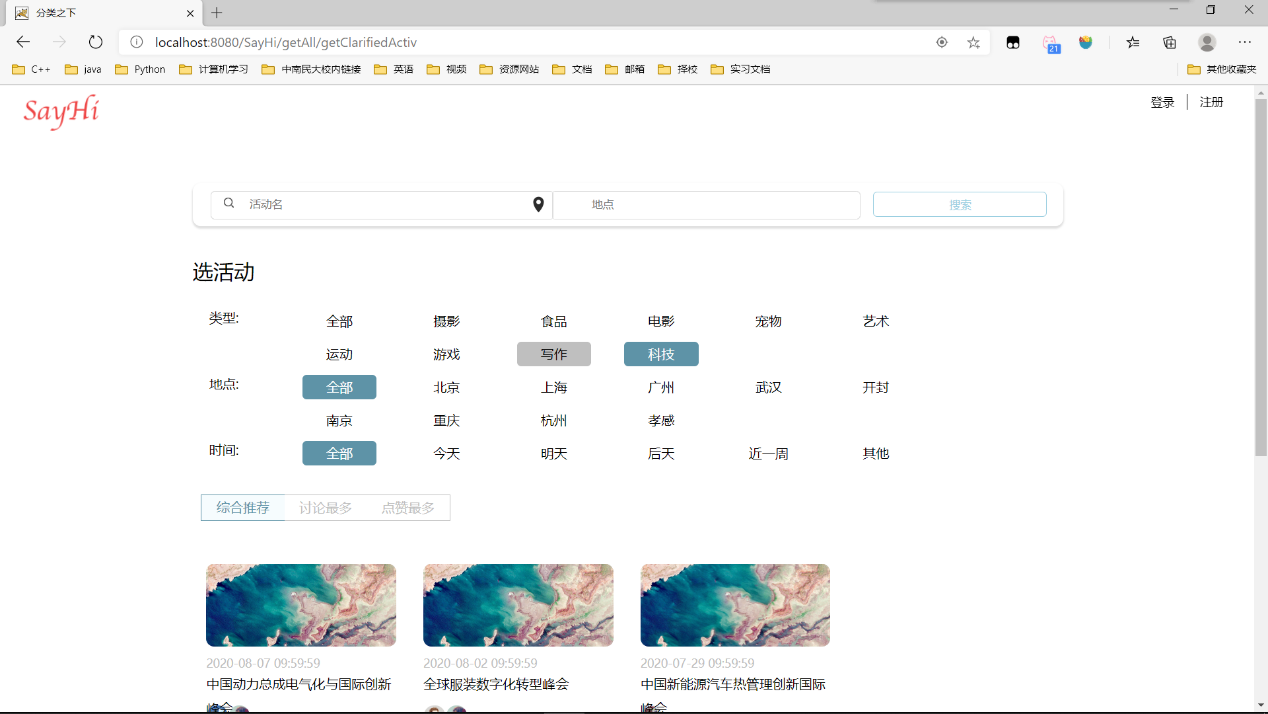 分类之下
localhost:8080/SayHi/getAll/getClarifiedActiv
21
C++ java Python 计算机学习 中南民大校内链接 英语 视频 资源网站 文档 邮箱 择校 实习文档 其他收藏夹
SayHi
登录 | 注册
活动名 地点 搜索
选活动
类型: 全部 摄影 食品 电影 宠物 艺术
运动 游戏 写作 科技
地点: 全部 北京 上海 广州 武汉 开封
南京 重庆 杭州 孝感
时间: 全部 今天 明天 后天 近一周 其他
综合推荐 讨论最多 点赞最多
2020-08-07 09:59:59 2020-08-02 09:59:59 2020-07-29 09:59:59
中国动力总成电气化与国际创新 全球服装数字化转型峰会 中国新能源汽车热管理创新国际
峰会 峰会